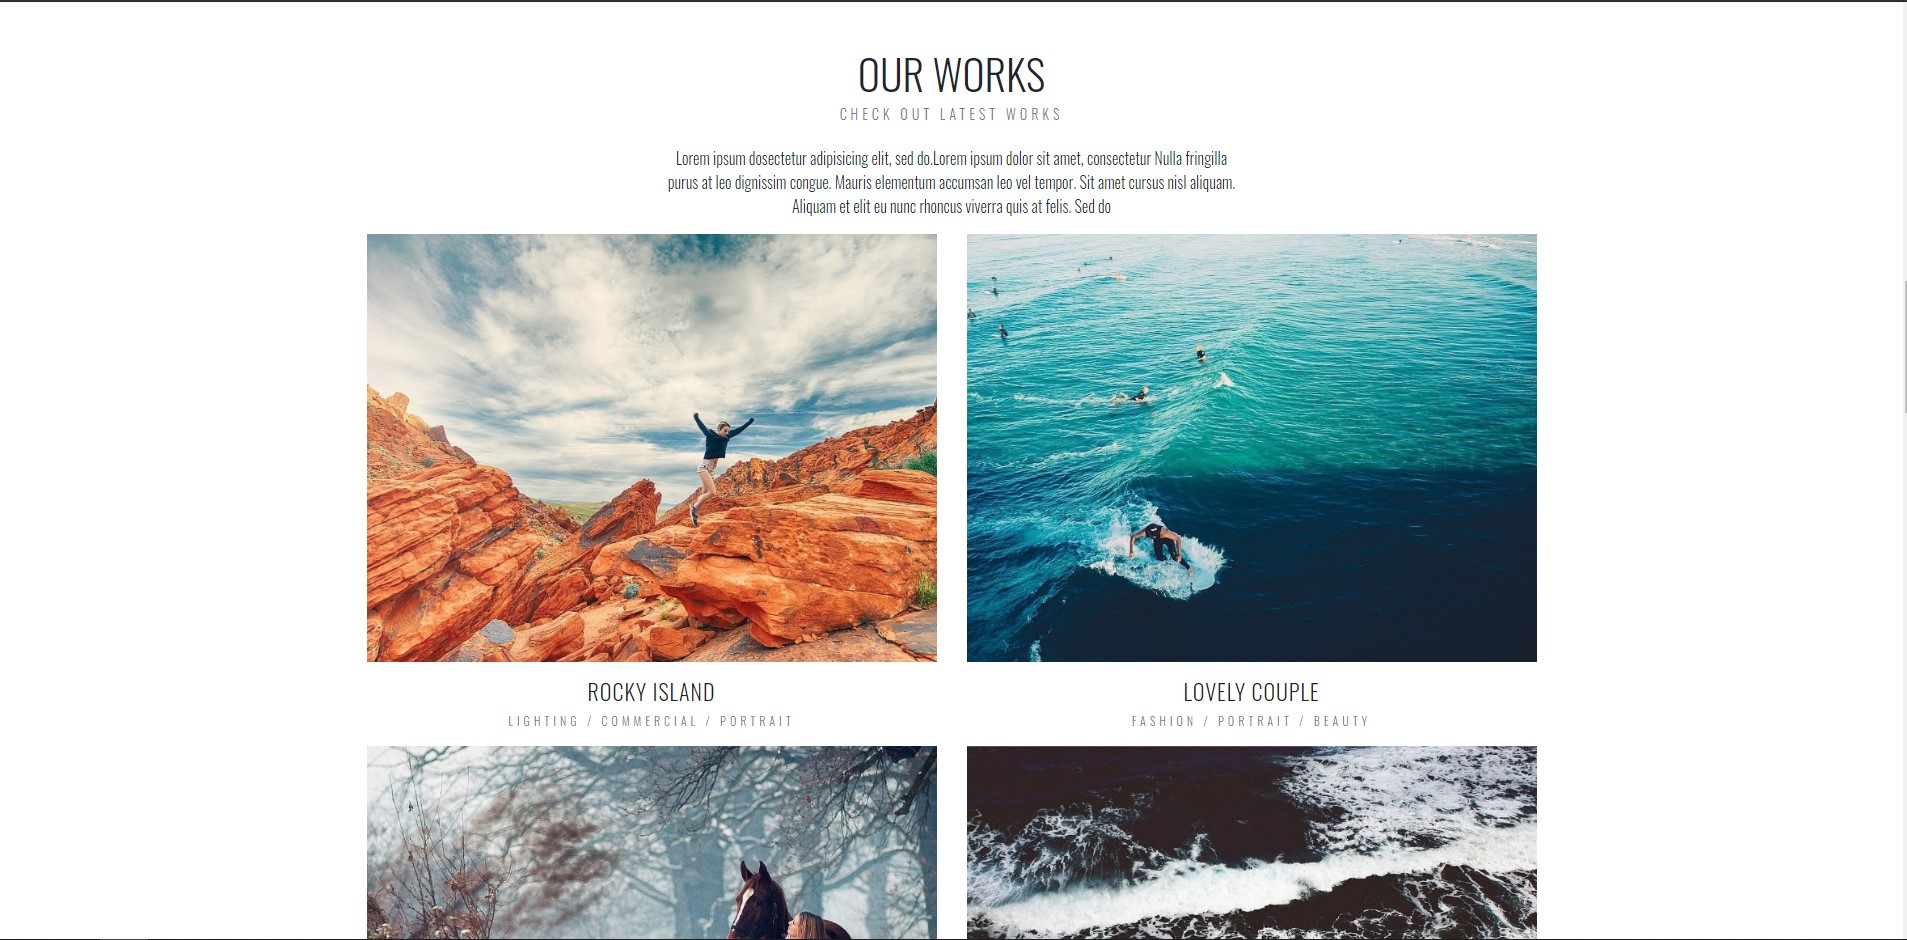 OUR WORKS
CHECK OUT LATEST WORKS
Lorem ipsum dosectetur adipisicing elit, sed do.Lorem ipsum dolor sit amet, consectetur Nulla fringilla
purus at leo dignissim congue. Mauris elementum accumsan leo vel tempor. Sit amet cursus nisl aliquam.
Aliquam et elit eu nunc rhoncus viverra quis at felis. Sed do
ROCKY ISLAND
LIGHTING / COMMERCIAL / PORTRAIT
LOVELY COUPLE
FASHION / PORTRAIT / BEAUTY